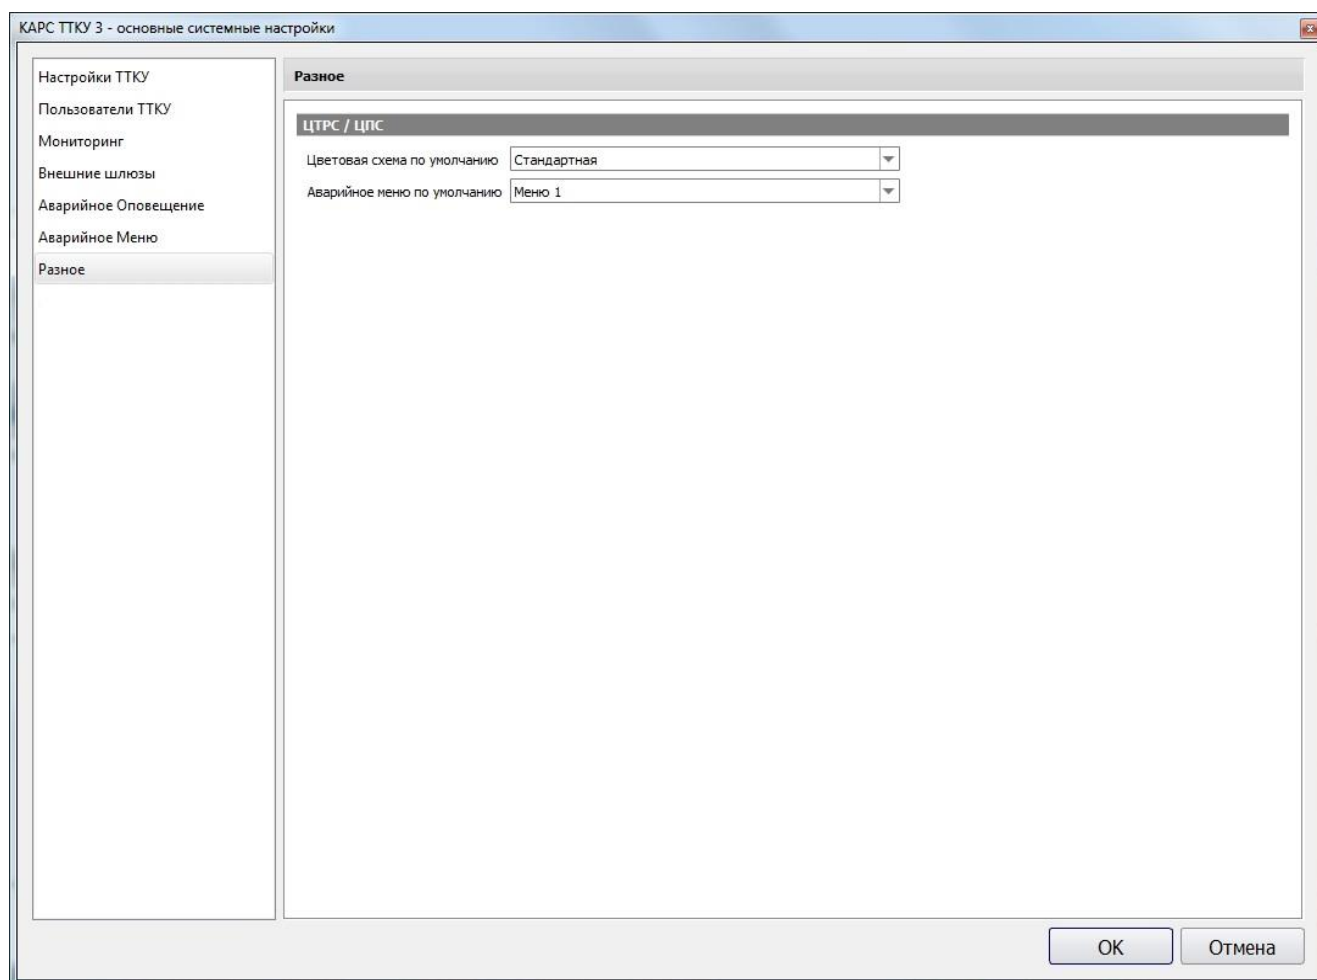 КАРС ТТКУ 3 - основные системные настройки
Настройки ТТКУ
Пользователи ТТКУ
Мониторинг
Внешние шлюзы
Аварийное Оповещение
Аварийное Меню
Разное
Разное
ЦТРС / ЦПС
Цветовая схема по умолчанию Стандартная
Аварийное меню по умолчанию Меню 1
OK Отмена